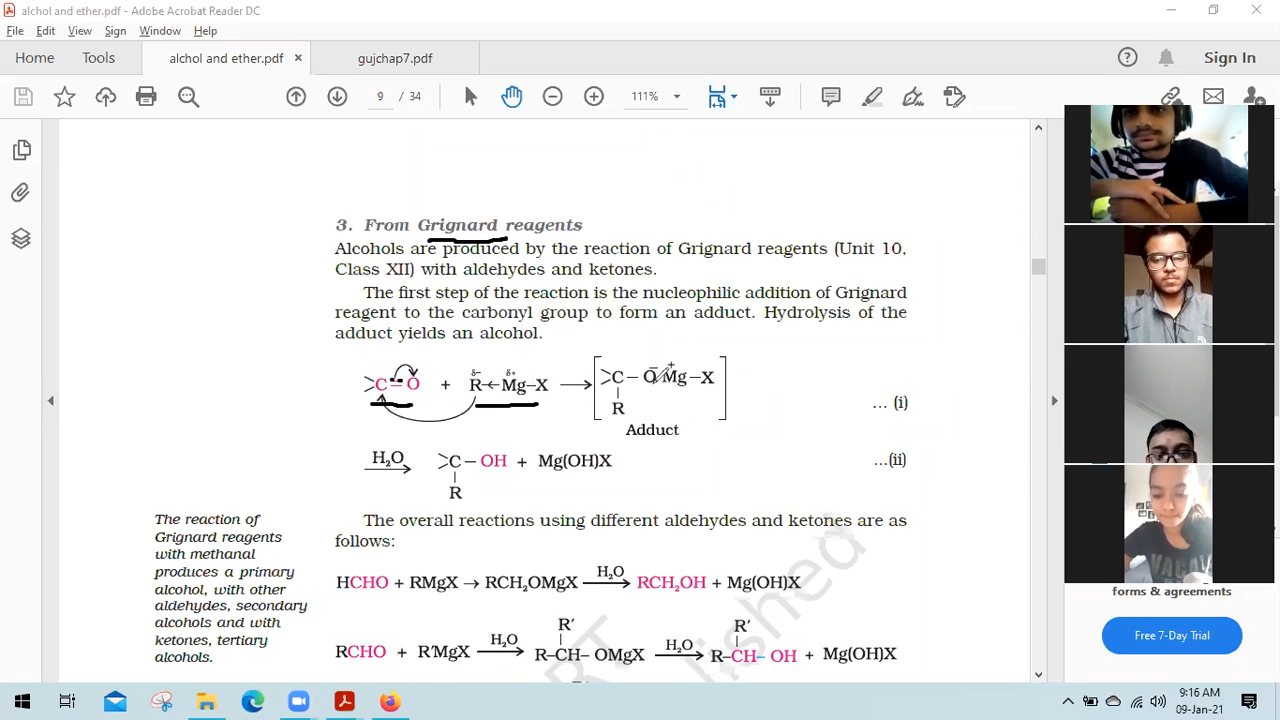 alchol and ether.pdf - Adobe Acrobat Reader DC
File Edit View Sign Window Help
Home Tools alchol and ether.pdf × gujchap7.pdf Sign In
9 / 34 111%
3. From Grignard reagents
Alcohols are produced by the reaction of Grignard reagents (Unit 10,
Class XII) with aldehydes and ketones.
The first step of the reaction is the nucleophilic addition of Grignard
reagent to the carbonyl group to form an adduct. Hydrolysis of the
adduct yields an alcohol.
>C=O + R^δ-←Mg^δ+–X → [>C–O⁻Mg⁺–X] ... (i)
R
Adduct
H₂O → >C–OH + Mg(OH)X ...(ii)
R
The overall reactions using different aldehydes and ketones are as
follows:
HCHO + RMgX → RCH₂OMgX H₂O → RCH₂OH + Mg(OH)X
R′ R′
RCHO + R′MgX H₂O → R–CH–OMgX H₂O → R–CH–OH + Mg(OH)X
The reaction of
Grignard reagents
with methanal
produces a primary
alcohol, with other
aldehydes, secondary
alcohols and with
ketones, tertiary
alcohols.
forms & agreements
Free 7-Day Trial
9:16 AM
09-Jan-21